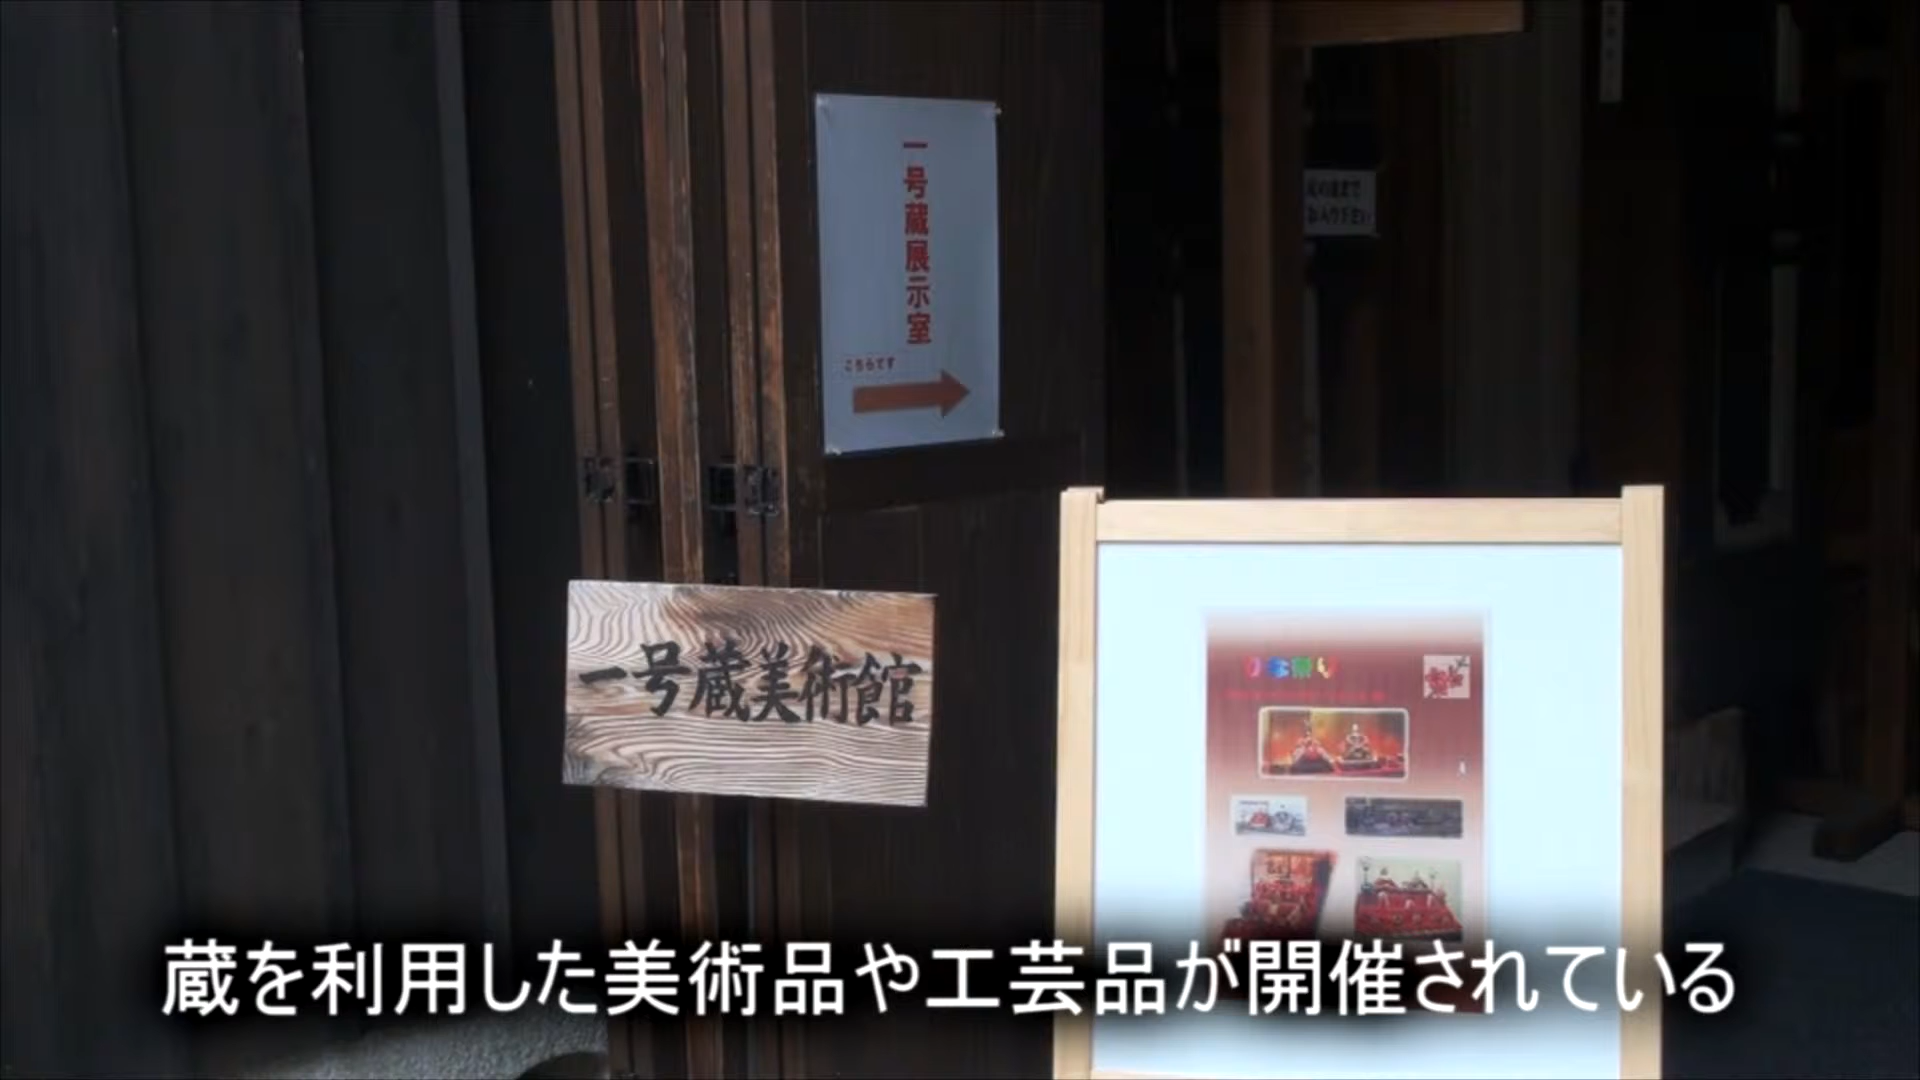 一号蔵展示室
こちらです
一号蔵美術館
蔵を利用した美術品や工芸品が開催されている